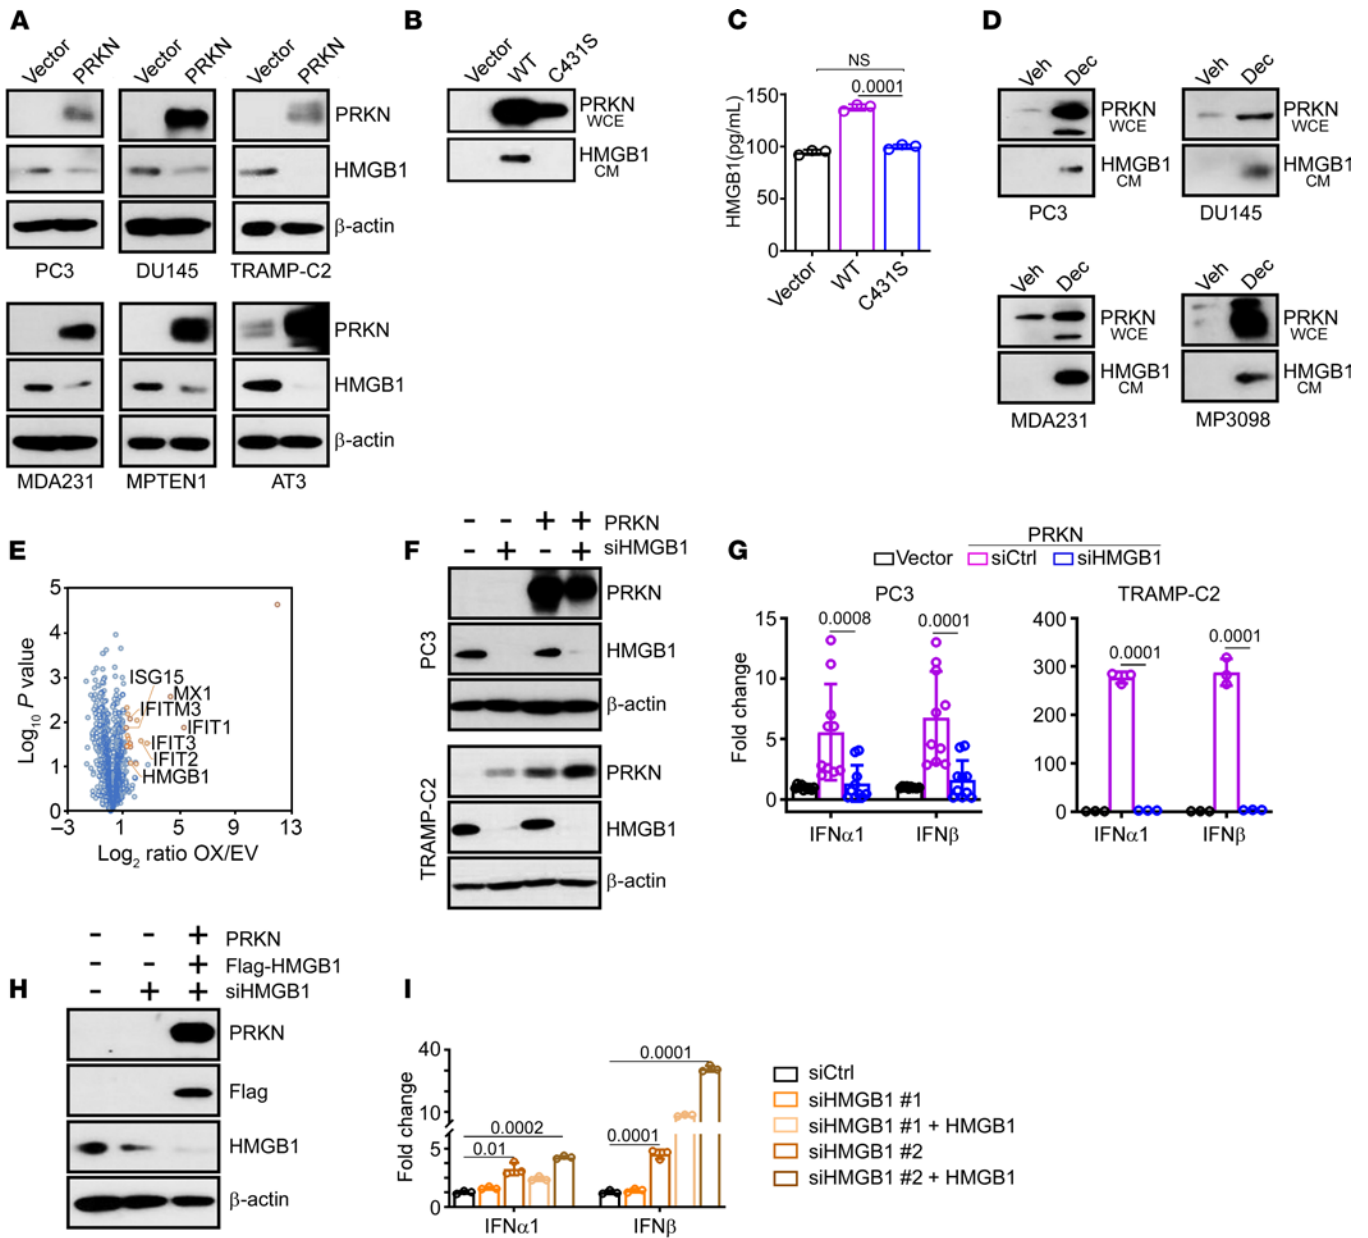 A
Vector
PRKN
Vector
PRKN
Vector
PRKN
PRKN
HMGB1
β-actin
PC3
DU145
TRAMP-C2
PRKN
HMGB1
β-actin
MDA231
MPTEN1
AT3
B
Vector
WT
C431S
PRKN
WCE
HMGB1
CM
C
NS
0.0001
150
100
50
0
HMGB1(pg/mL)
Vector
WT
C431S
D
Veh
Dec
PRKN
WCE
HMGB1
CM
PC3
Veh
Dec
PRKN
WCE
HMGB1
CM
DU145
Veh
Dec
PRKN
WCE
HMGB1
CM
MDA231
Veh
Dec
PRKN
WCE
HMGB1
CM
MP3098
E
5
4
3
2
1
0
Log10 P value
ISG15
MX1
IFITM3
IFIT1
IFIT3
IFIT2
HMGB1
−3 1 5 9 13
Log2 ratio OX/EV
F
- - + + PRKN
- + - + siHMGB1
PRKN
HMGB1
β-actin
PC3
PRKN
HMGB1
β-actin
TRAMP-C2
G
PRKN
Vector siCtrl siHMGB1
PC3
15
10
5
0
Fold change
0.0008
0.0001
IFNα1 IFNβ
TRAMP-C2
400
300
200
100
0
0.0001
0.0001
IFNα1 IFNβ
H
- - + PRKN
- - + Flag-HMGB1
- + + siHMGB1
PRKN
Flag
HMGB1
β-actin
I
40
10
5
0
Fold change
0.01
0.0002
0.0001
0.0001
IFNα1 IFNβ
siCtrl
siHMGB1 #1
siHMGB1 #1 + HMGB1
siHMGB1 #2
siHMGB1 #2 + HMGB1